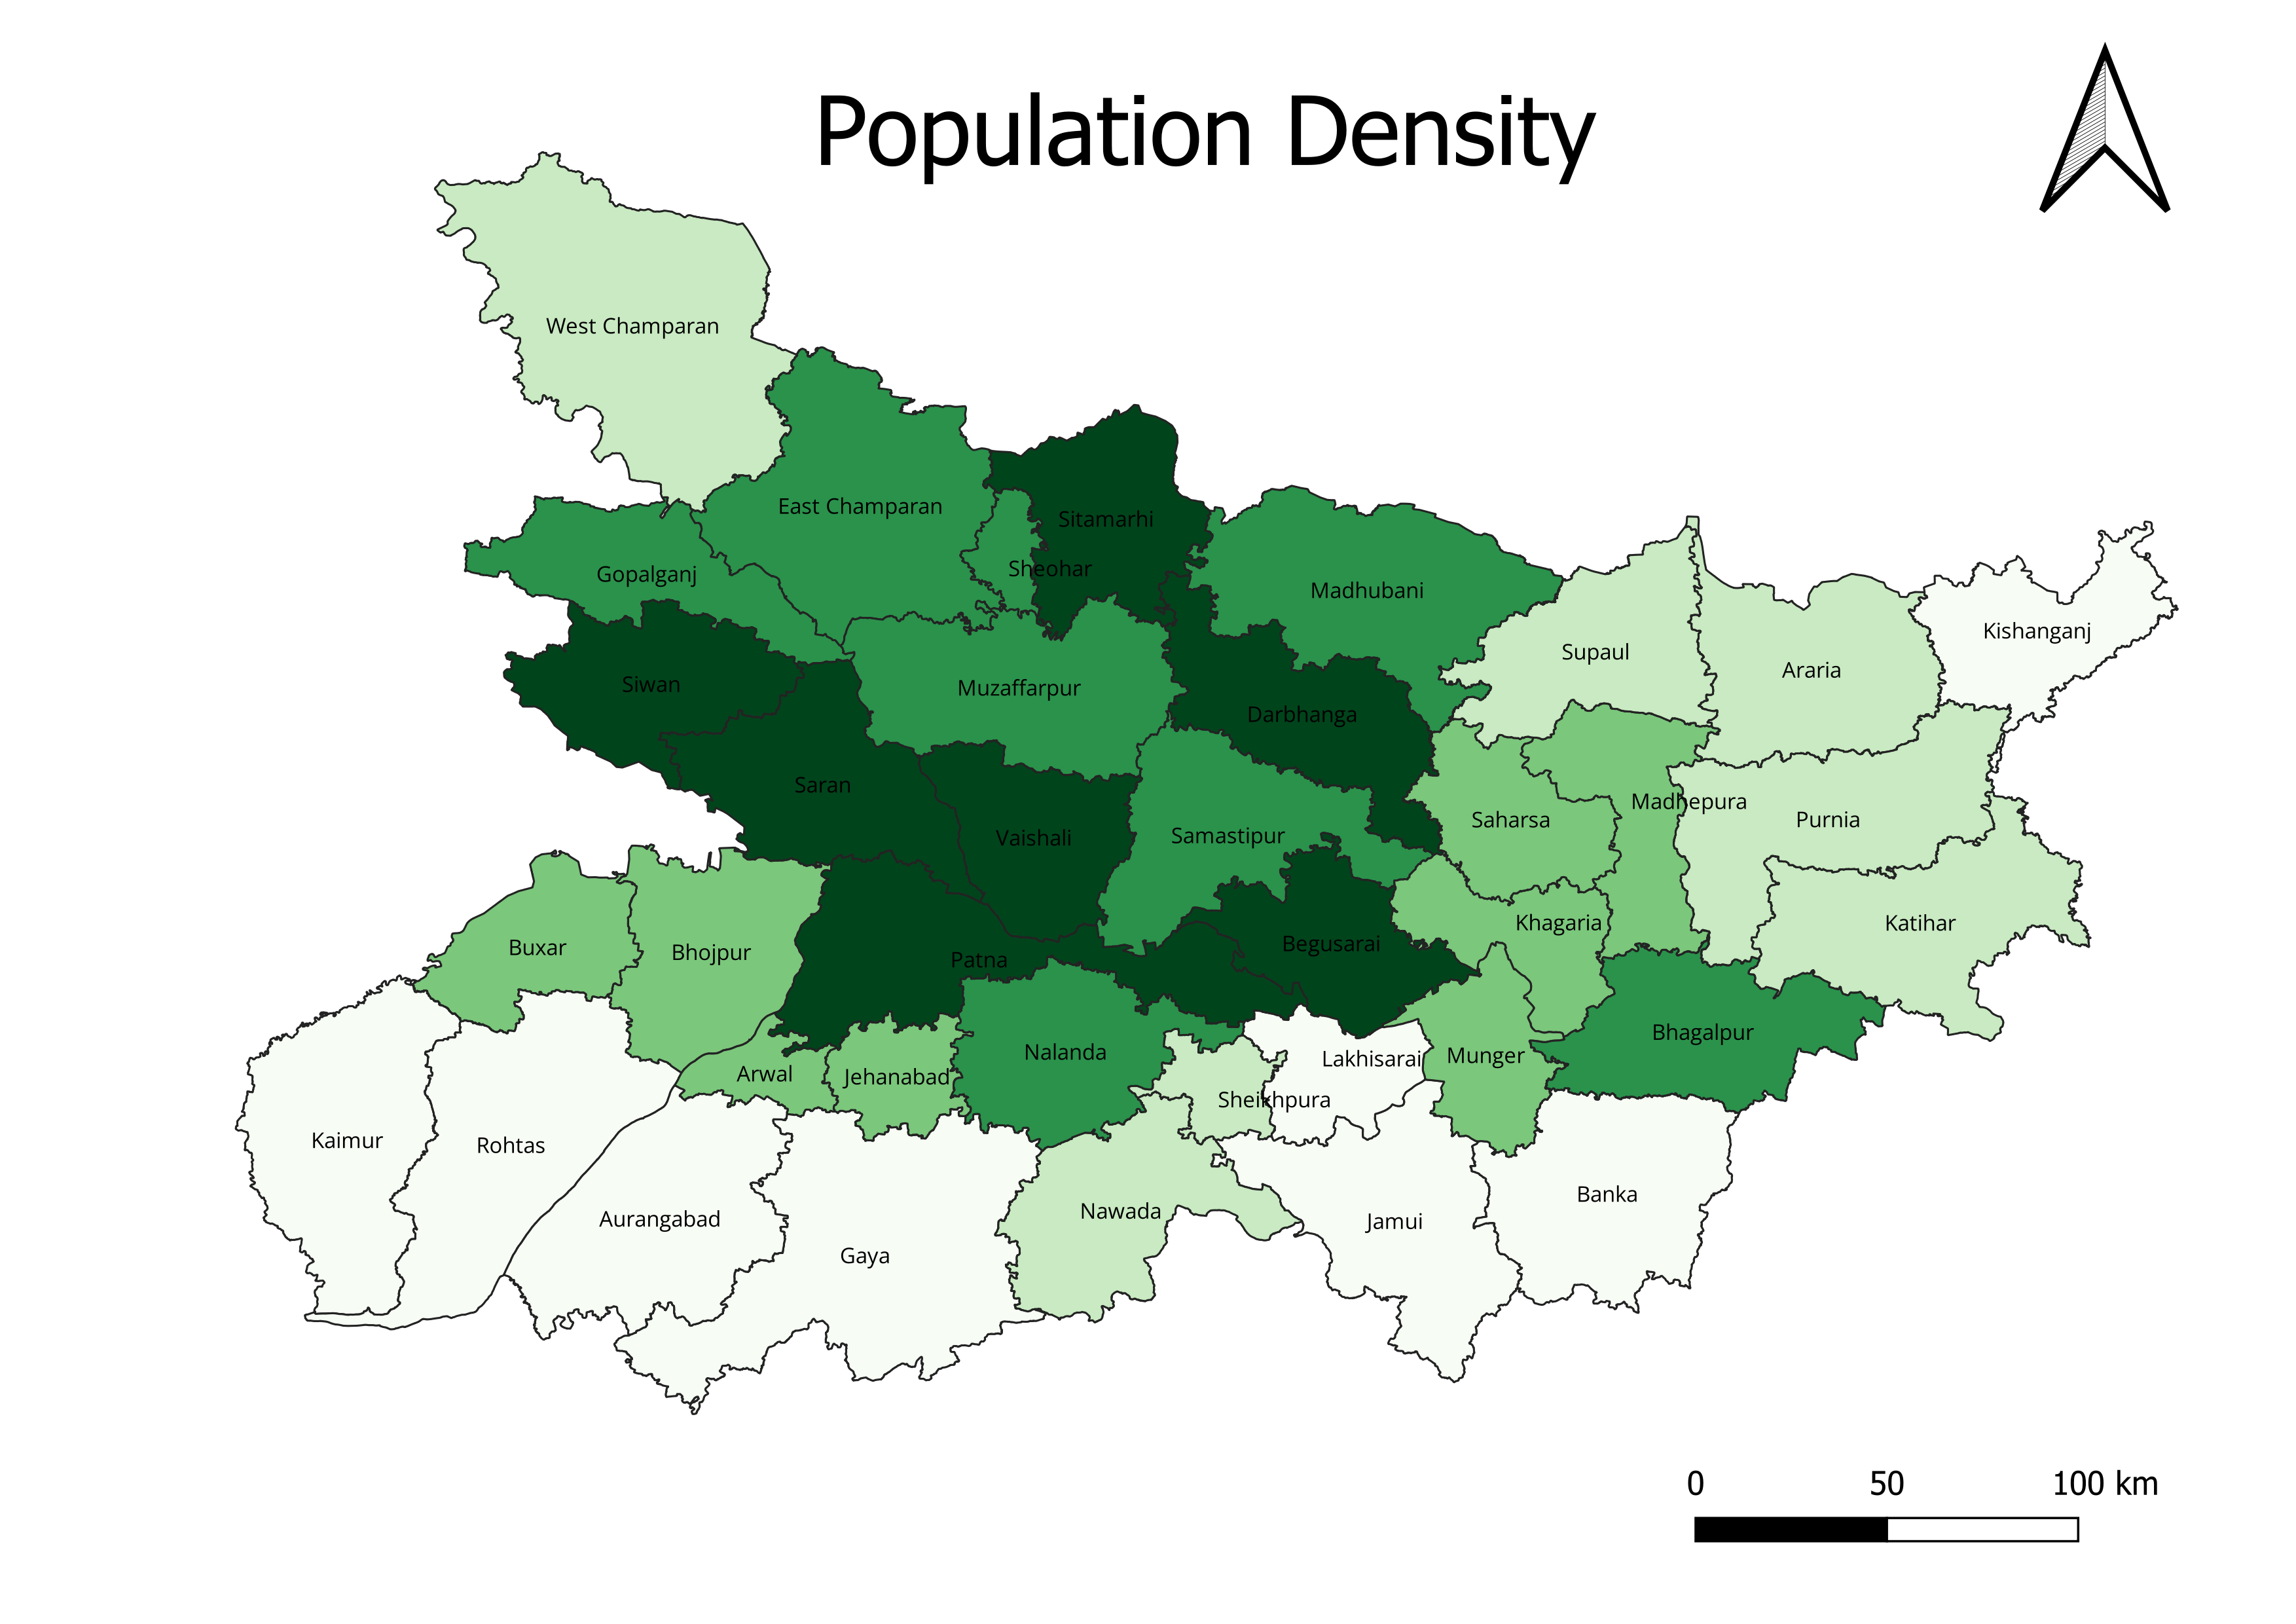 Population Density
West Champaran
East Champaran
Sitamarhi
Sheohar
Gopalganj
Madhubani
Kishanganj
Supaul
Araria
Siwan
Muzaffarpur
Darbhanga
Saran
Madhepura
Saharsa
Purnia
Vaishali
Samastipur
Khagaria
Katihar
Begusarai
Buxar
Bhojpur
Patna
Bhagalpur
Nalanda
Lakhisarai
Munger
Arwal
Jehanabad
Sheikhpura
Kaimur
Rohtas
Banka
Nawada
Aurangabad
Jamui
Gaya
0 50 100 km